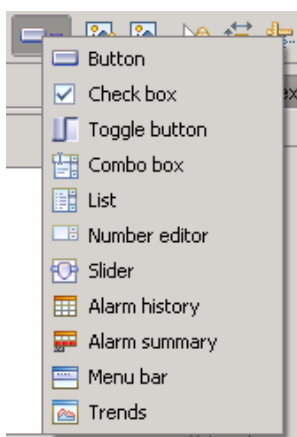 Button
Check box
Toggle button
Combo box
List
Number editor
Slider
Alarm history
Alarm summary
Menu bar
Trends